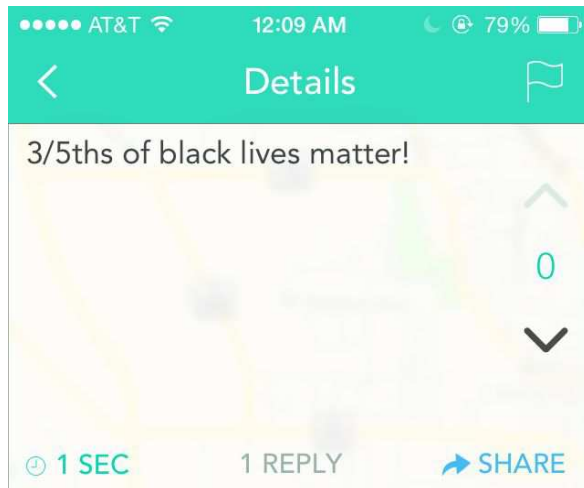 AT&T 12:09 AM 79%
Details
3/5ths of black lives matter!
0
1 SEC 1 REPLY SHARE